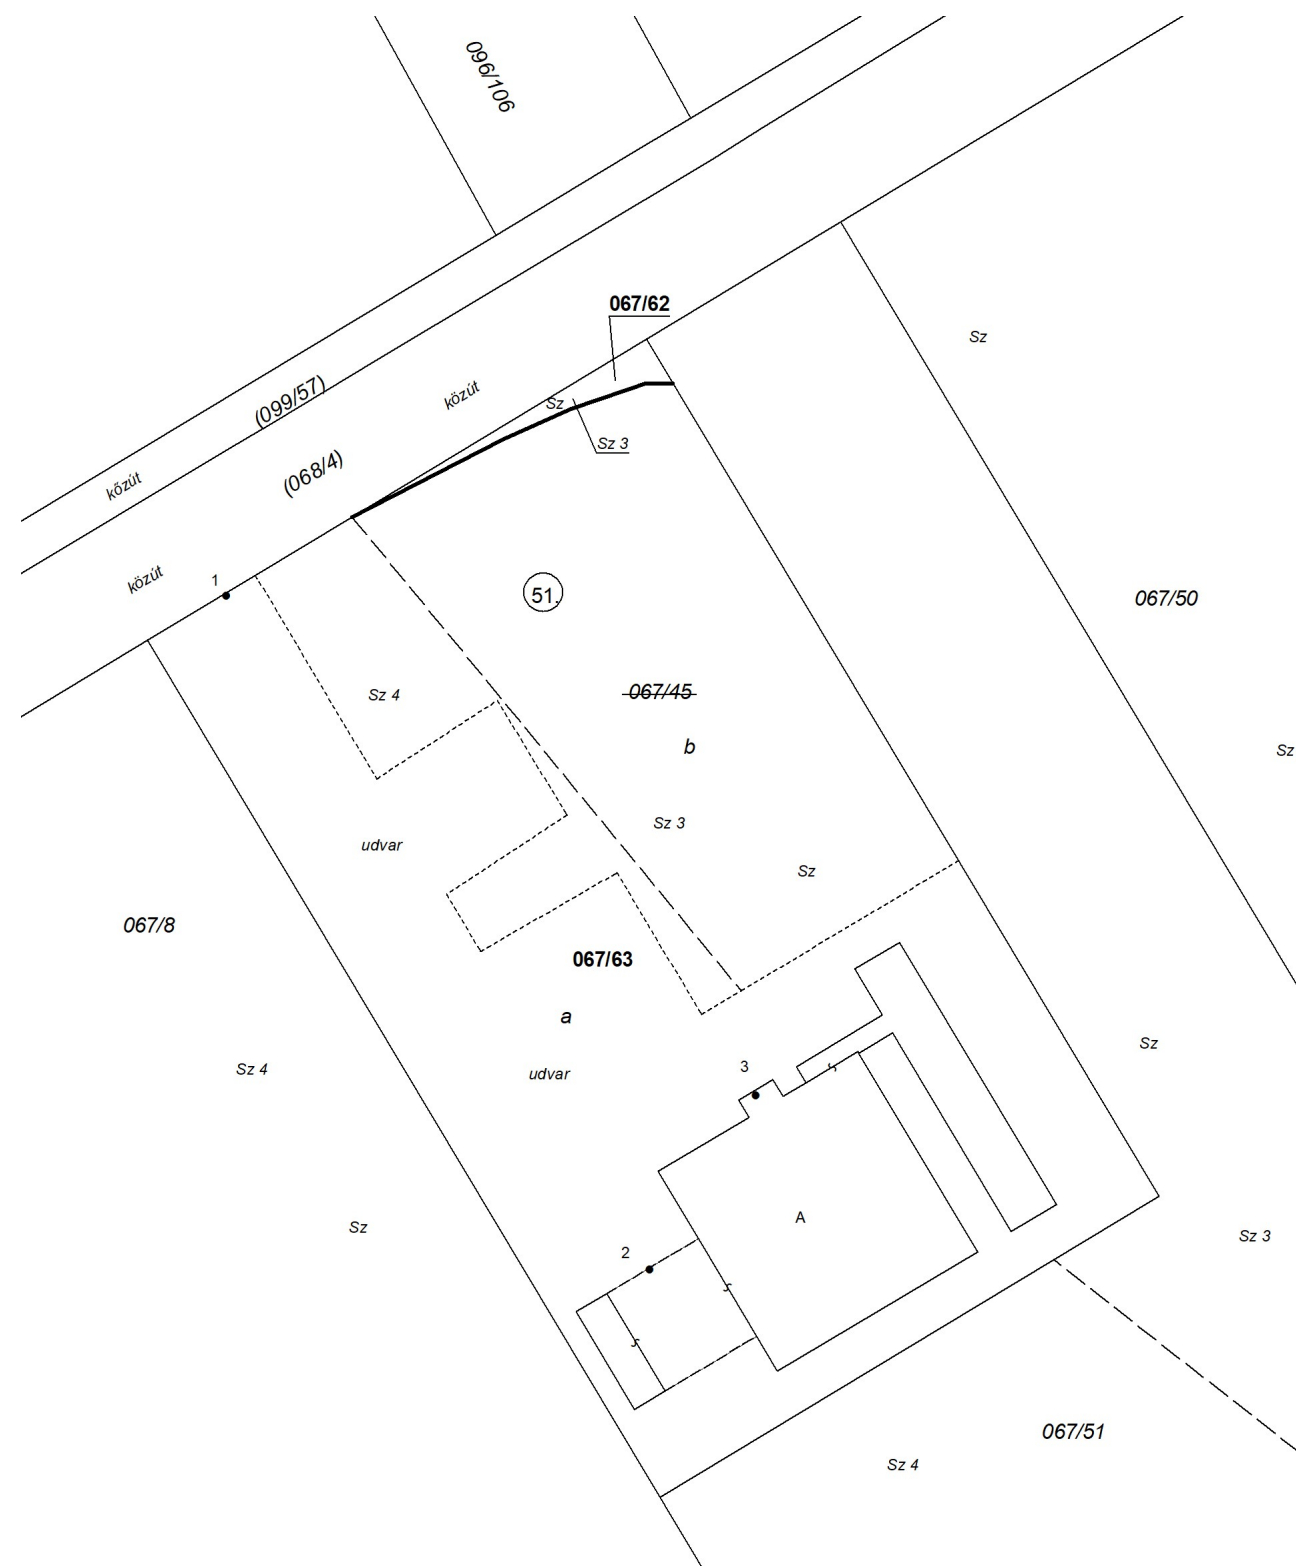 096/106
067/62
Sz
(099/57)
közút
Sz
Sz 3
(068/4)
közút
közút
1
51.
067/50
067/45
Sz 4
b
Sz
Sz 3
udvar
Sz
067/8
067/63
a
Sz
Sz 4
udvar
3
A
Sz
Sz 3
2
067/51
Sz 4